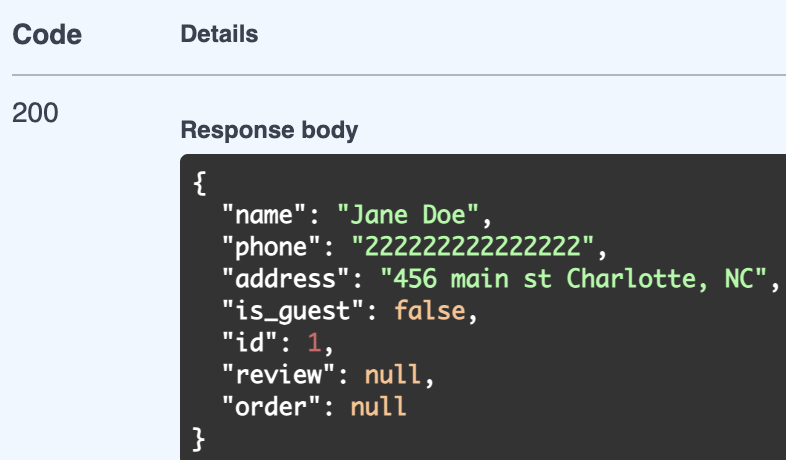 Code Details
200
Response body
{
"name": "Jane Doe",
"phone": "222222222222222",
"address": "456 main st Charlotte, NC",
"is_guest": false,
"id": 1,
"review": null,
"order": null
}